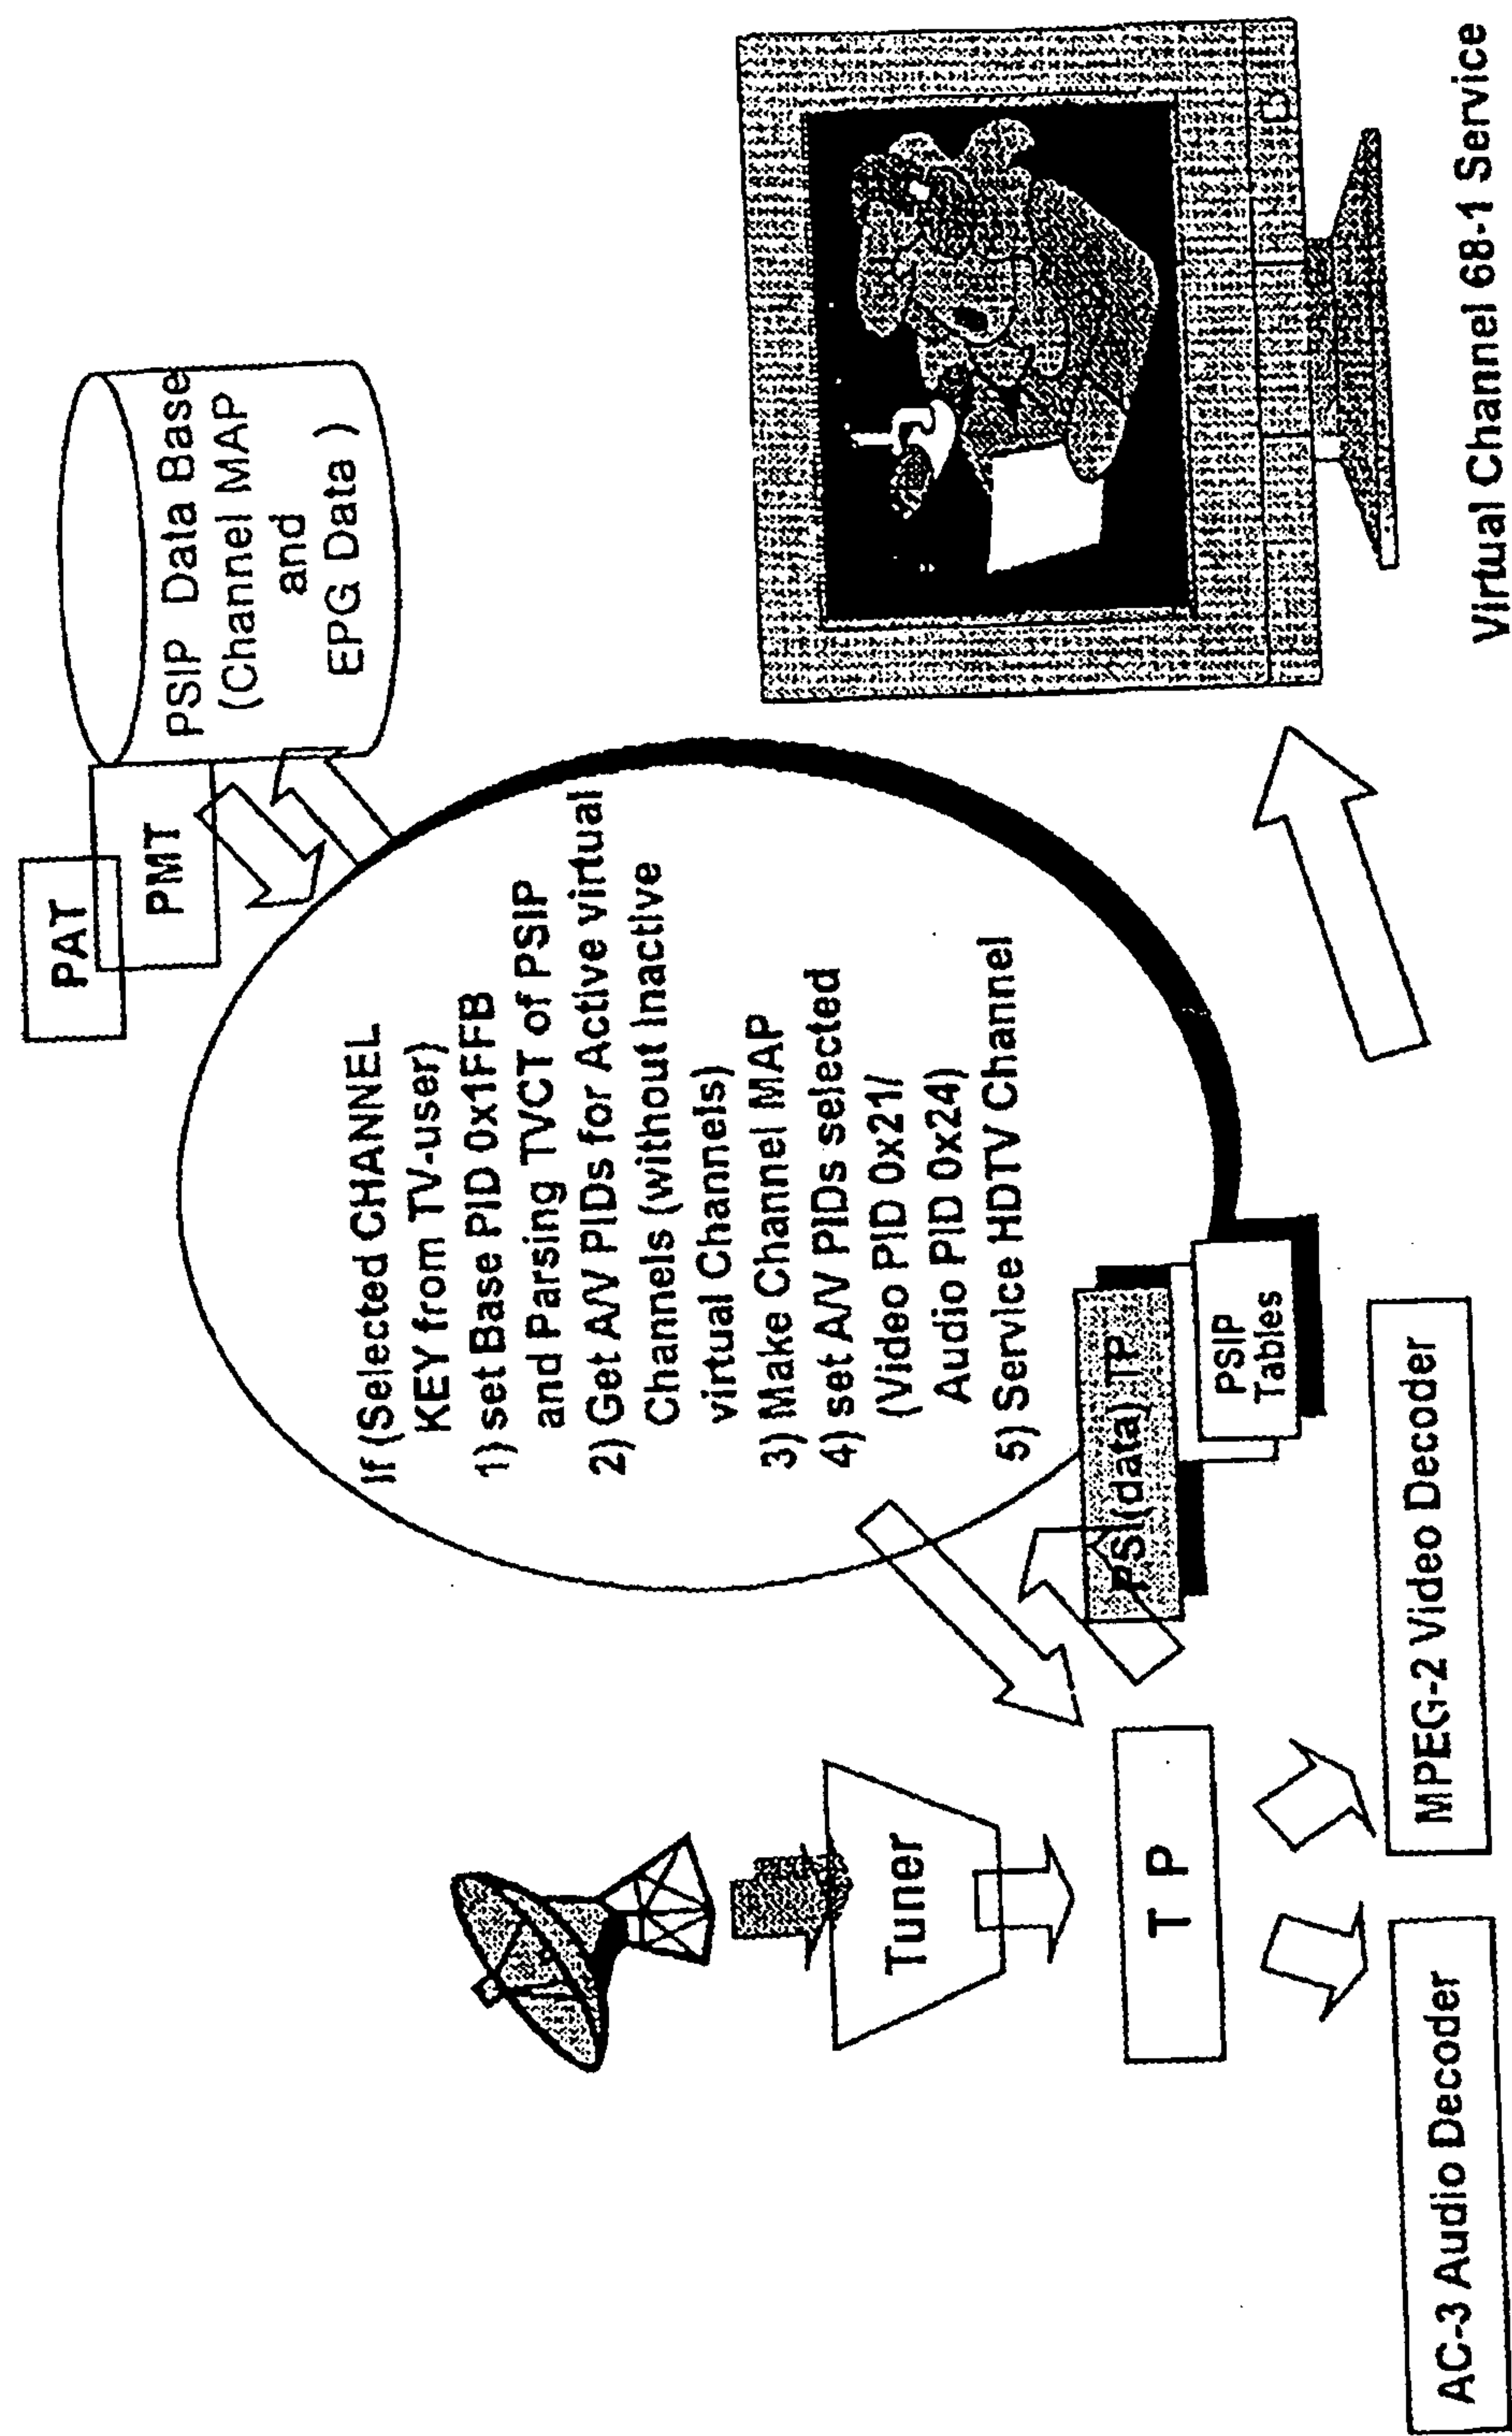 PAT
PMT
PSIP Data Base
(Channel MAP
and
EPG Data )
If (Selected CHANNEL
KEY from TV-user)
1) set Base PID 0x1FFB
and Parsing TVCT of PSIP
2) Get A/V PIDs for Active virtual
Channels (without Inactive
virtual Channels)
3) Make Channel MAP
4) set A/V PIDs selected
(Video PID 0x21/
Audio PID 0x24)
5) Service HDTV Channel
Tuner
T P
PSI(data) TP
PSIP
Tables
AC-3 Audio Decoder
MPEG-2 Video Decoder
Virtual Channel 68-1 Service